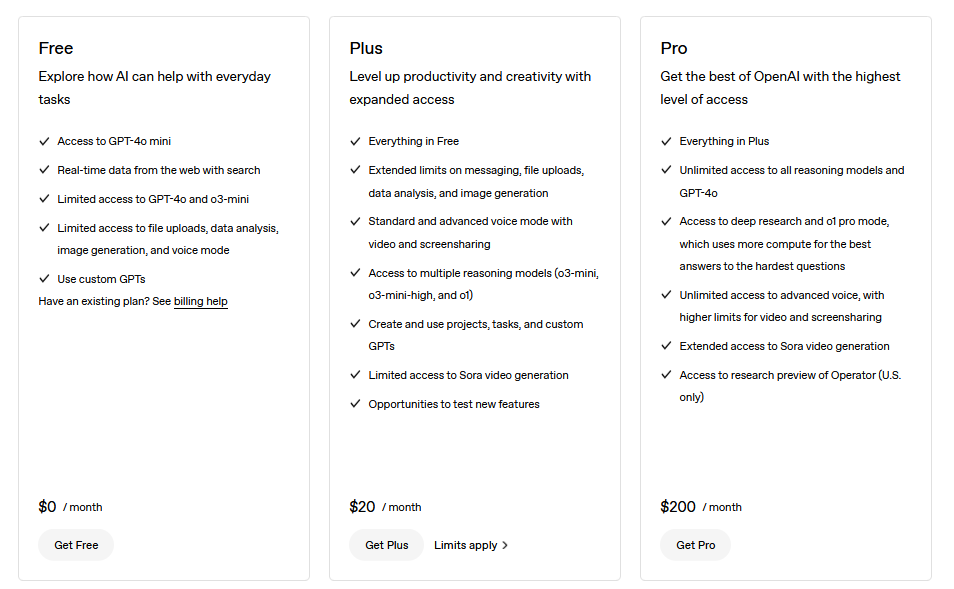 Free
Explore how AI can help with everyday
tasks
Access to GPT-4o mini
Real-time data from the web with search
Limited access to GPT-4o and o3-mini
Limited access to file uploads, data analysis,
image generation, and voice mode
Use custom GPTs
Have an existing plan? See billing help
$0 / month
Get Free
Plus
Level up productivity and creativity with
expanded access
Everything in Free
Extended limits on messaging, file uploads,
data analysis, and image generation
Standard and advanced voice mode with
video and screensharing
Access to multiple reasoning models (o3-mini,
o3-mini-high, and o1)
Create and use projects, tasks, and custom
GPTs
Limited access to Sora video generation
Opportunities to test new features
$20 / month
Get Plus
Limits apply
Pro
Get the best of OpenAI with the highest
level of access
Everything in Plus
Unlimited access to all reasoning models and
GPT-4o
Access to deep research and o1 pro mode,
which uses more compute for the best
answers to the hardest questions
Unlimited access to advanced voice, with
higher limits for video and screensharing
Extended access to Sora video generation
Access to research preview of Operator (U.S.
only)
$200 / month
Get Pro